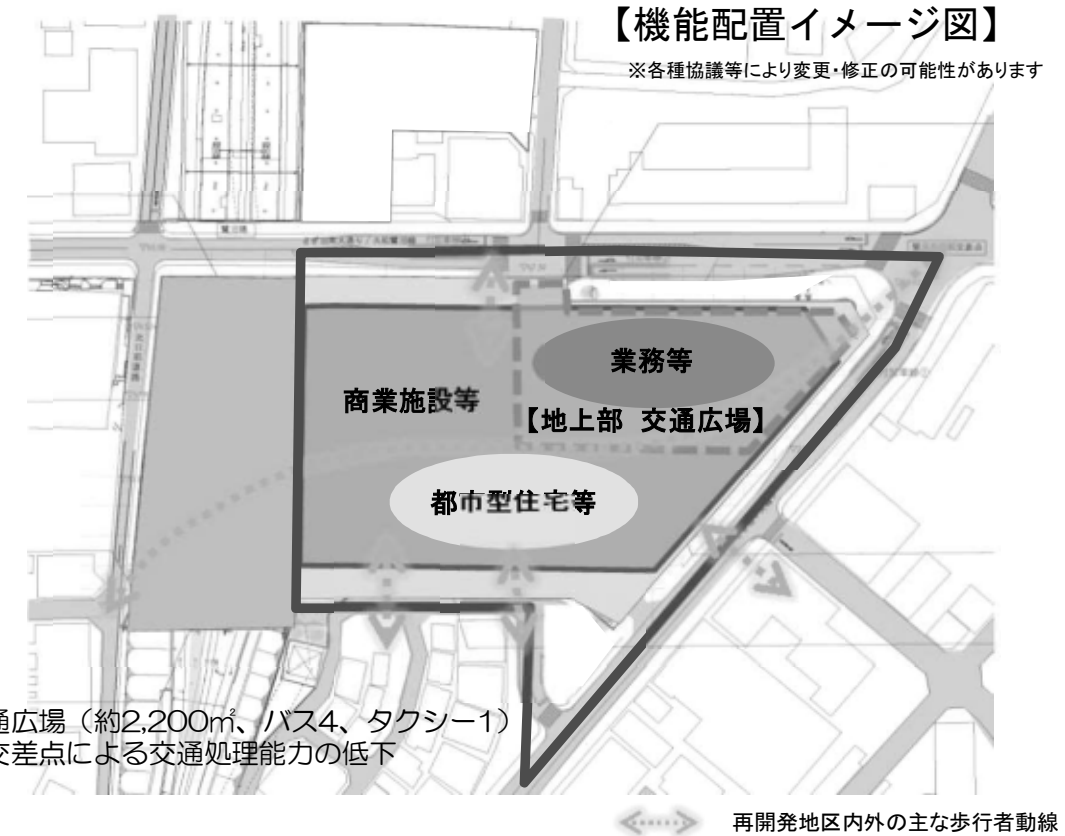 【機能配置イメージ図】
※各種協議等により変更・修正の可能性があります
業務等
商業施設等
【地上部 交通広場】
都市型住宅等
通広場（約2,200㎡、バス4、タクシー1）
交差点による交通処理能力の低下
再開発地区内外の主な歩行者動線